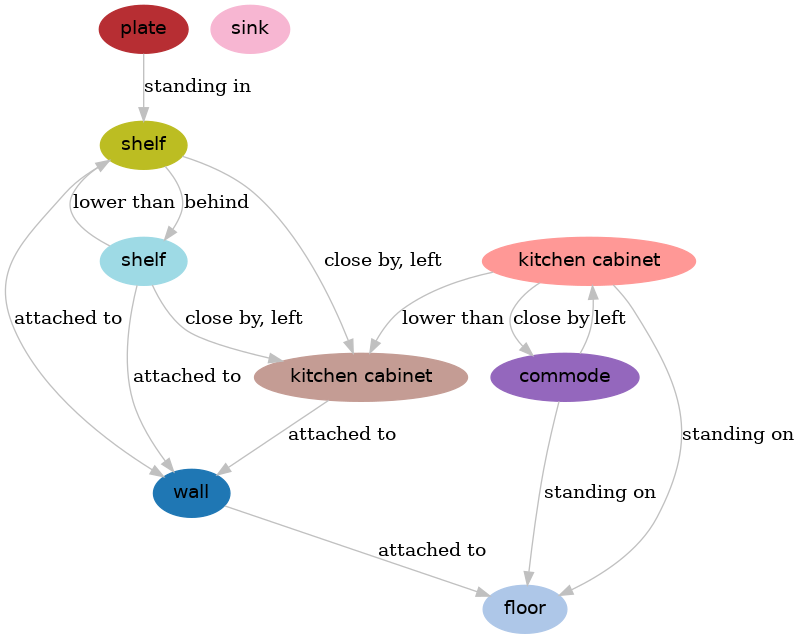 plate
sink
standing in
shelf
lower than
behind
shelf
close by, left
kitchen cabinet
attached to
close by, left
lower than
close by
left
attached to
kitchen cabinet
commode
attached to
standing on
wall
standing on
attached to
floor